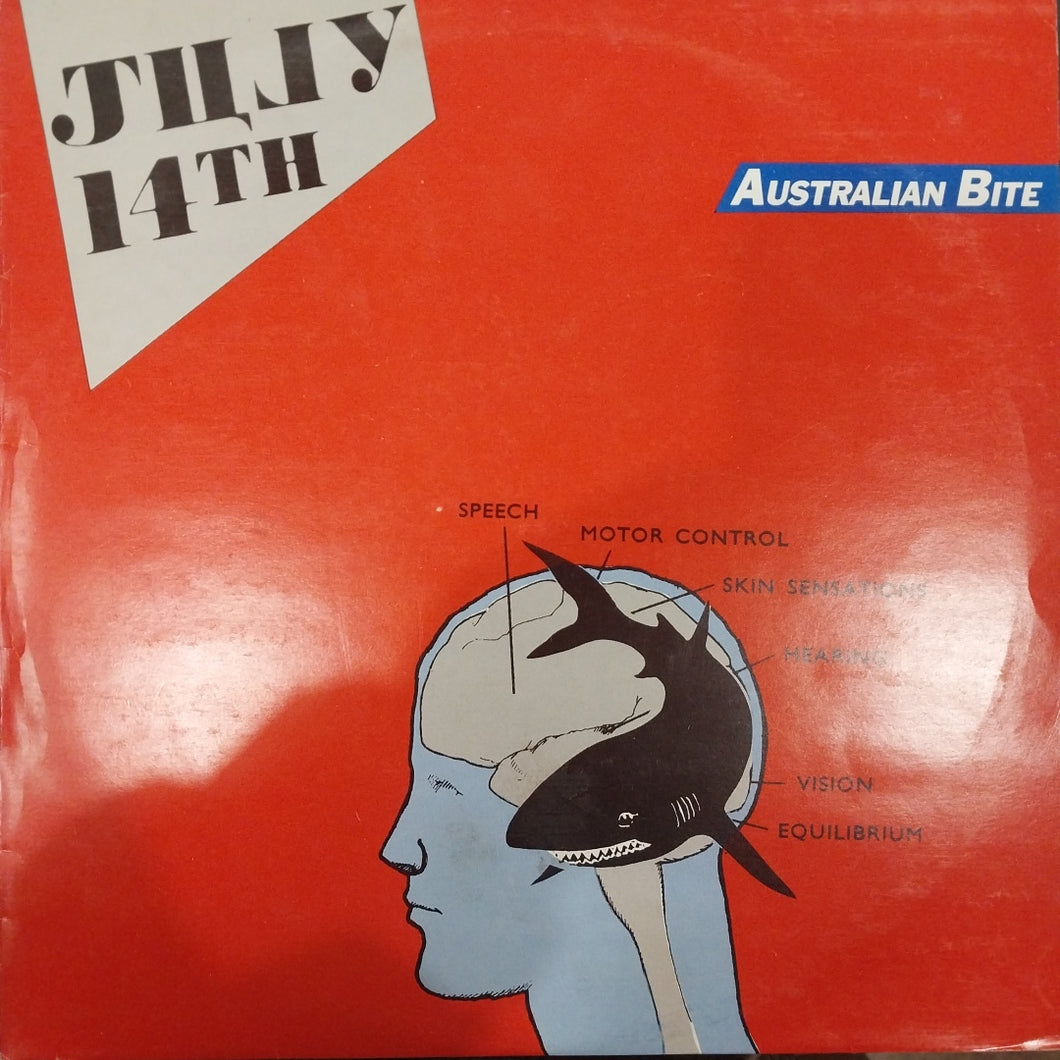 JULY
14TH
AUSTRALIAN BITE
SPEECH
MOTOR CONTROL
SKIN SENSATIONS
HEARING
VISION
EQUILIBRIUM